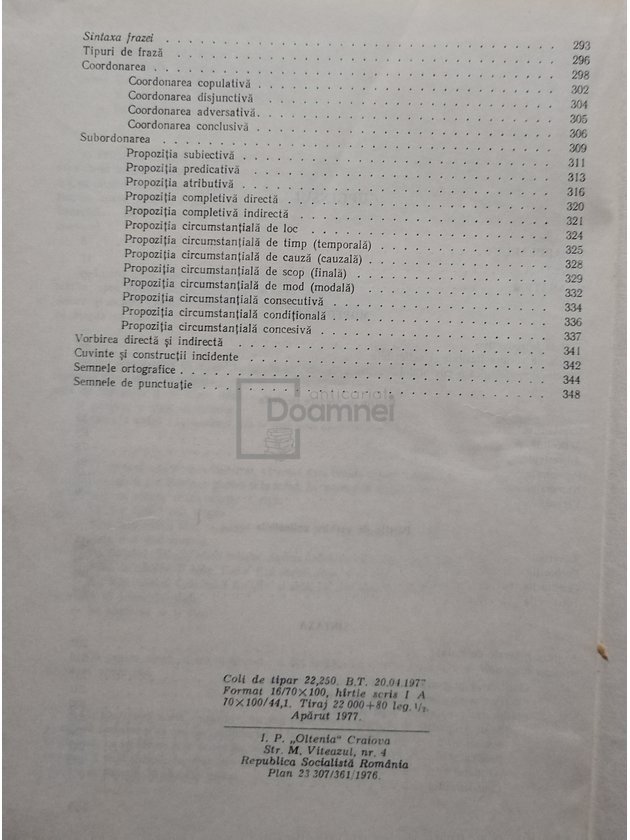 Sintaxa frazei . . . . . . . . 293
Tipuri de frază . . . . . . . . 296
Coordonarea . . . . . . . . 298
Coordonarea copulativă . . . . . . . . 302
Coordonarea disjunctivă . . . . . . . . 304
Coordonarea adversativă . . . . . . . . 305
Coordonarea conclusivă . . . . . . . . 306
Subordonarea . . . . . . . . 309
Propoziția subiectivă . . . . . . . . 311
Propoziția predicativă . . . . . . . . 313
Propoziția atributivă . . . . . . . . 316
Propoziția completivă directă . . . . . . . . 320
Propoziția completivă indirectă . . . . . . . . 321
Propoziția circumstanțială de loc . . . . . . . . 324
Propoziția circumstanțială de timp (temporală) . . . . . . . . 325
Propoziția circumstanțială de cauză (cauzală) . . . . . . . . 328
Propoziția circumstanțială de scop (finală) . . . . . . . . 329
Propoziția circumstanțială de mod (modală) . . . . . . . . 332
Propoziția circumstanțială consecutivă . . . . . . . . 334
Propoziția circumstanțială condițională . . . . . . . . 336
Propoziția circumstanțială concesivă . . . . . . . . 337
Vorbirea directă și indirectă . . . . . . . . 341
Cuvinte și construcții incidente . . . . . . . . 342
Semnele ortografice . . . . . . . . 344
Semnele de punctuație . . . . . . . . 348
anticariat
Doamnei
Coli de tipar 22,250. B.T. 20.04.1977
Format 16/70×100, hîrtie scris I A
70×100/44,1. Tiraj 22 000+80 leg. 1/1.
Apărut 1977.
I. P. „Oltenia" Craiova
Str. M. Viteazul, nr. 4
Republica Socialistă România
Plan 23 307/361/1976.